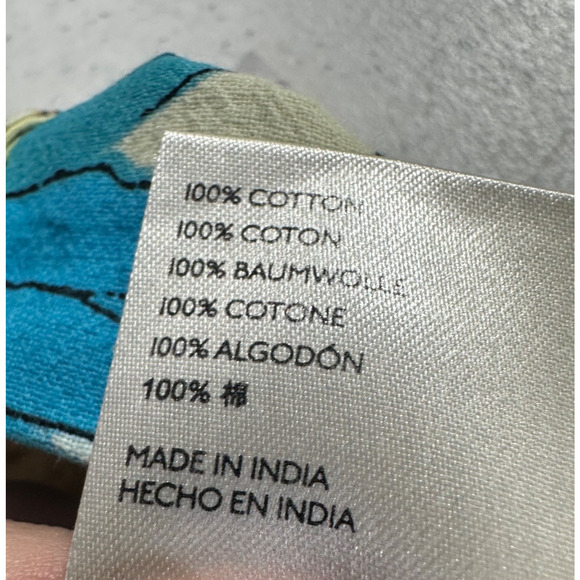 100% COTTON
100% COTON
100% BAUMWOLLE
100% COTONE
100% ALGODÓN
100% 棉
MADE IN INDIA
HECHO EN INDIA